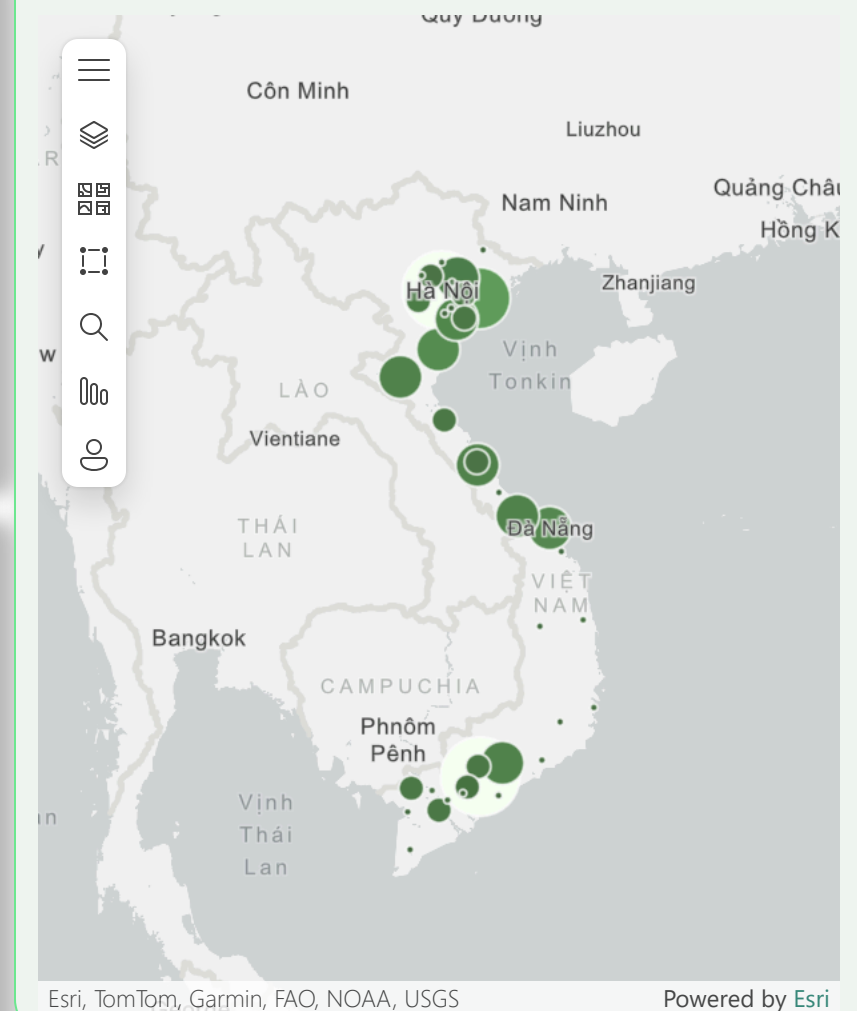 Quý Dương
Côn Minh
Liuzhou
Nam Ninh
Quảng Châu
Hồng K
Zhanjiang
Hà Nội
Vịnh
Tonkin
w
LÀO
Vientiane
THÁI
LAN
Đà Nẵng
VIỆT
NAM
Bangkok
CAMPUCHIA
Phnôm
Pênh
Vịnh
Thái
Lan
Esri, TomTom, Garmin, FAO, NOAA, USGS
Powered by Esri